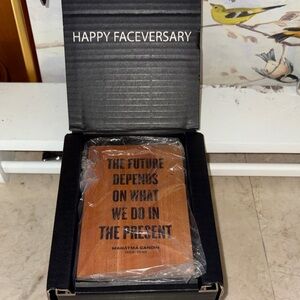 HAPPY FACEVERSARY
THE FUTURE
DEPENDS
ON WHAT
WE DO IN
THE PRESENT
MAHATMA GANDHI